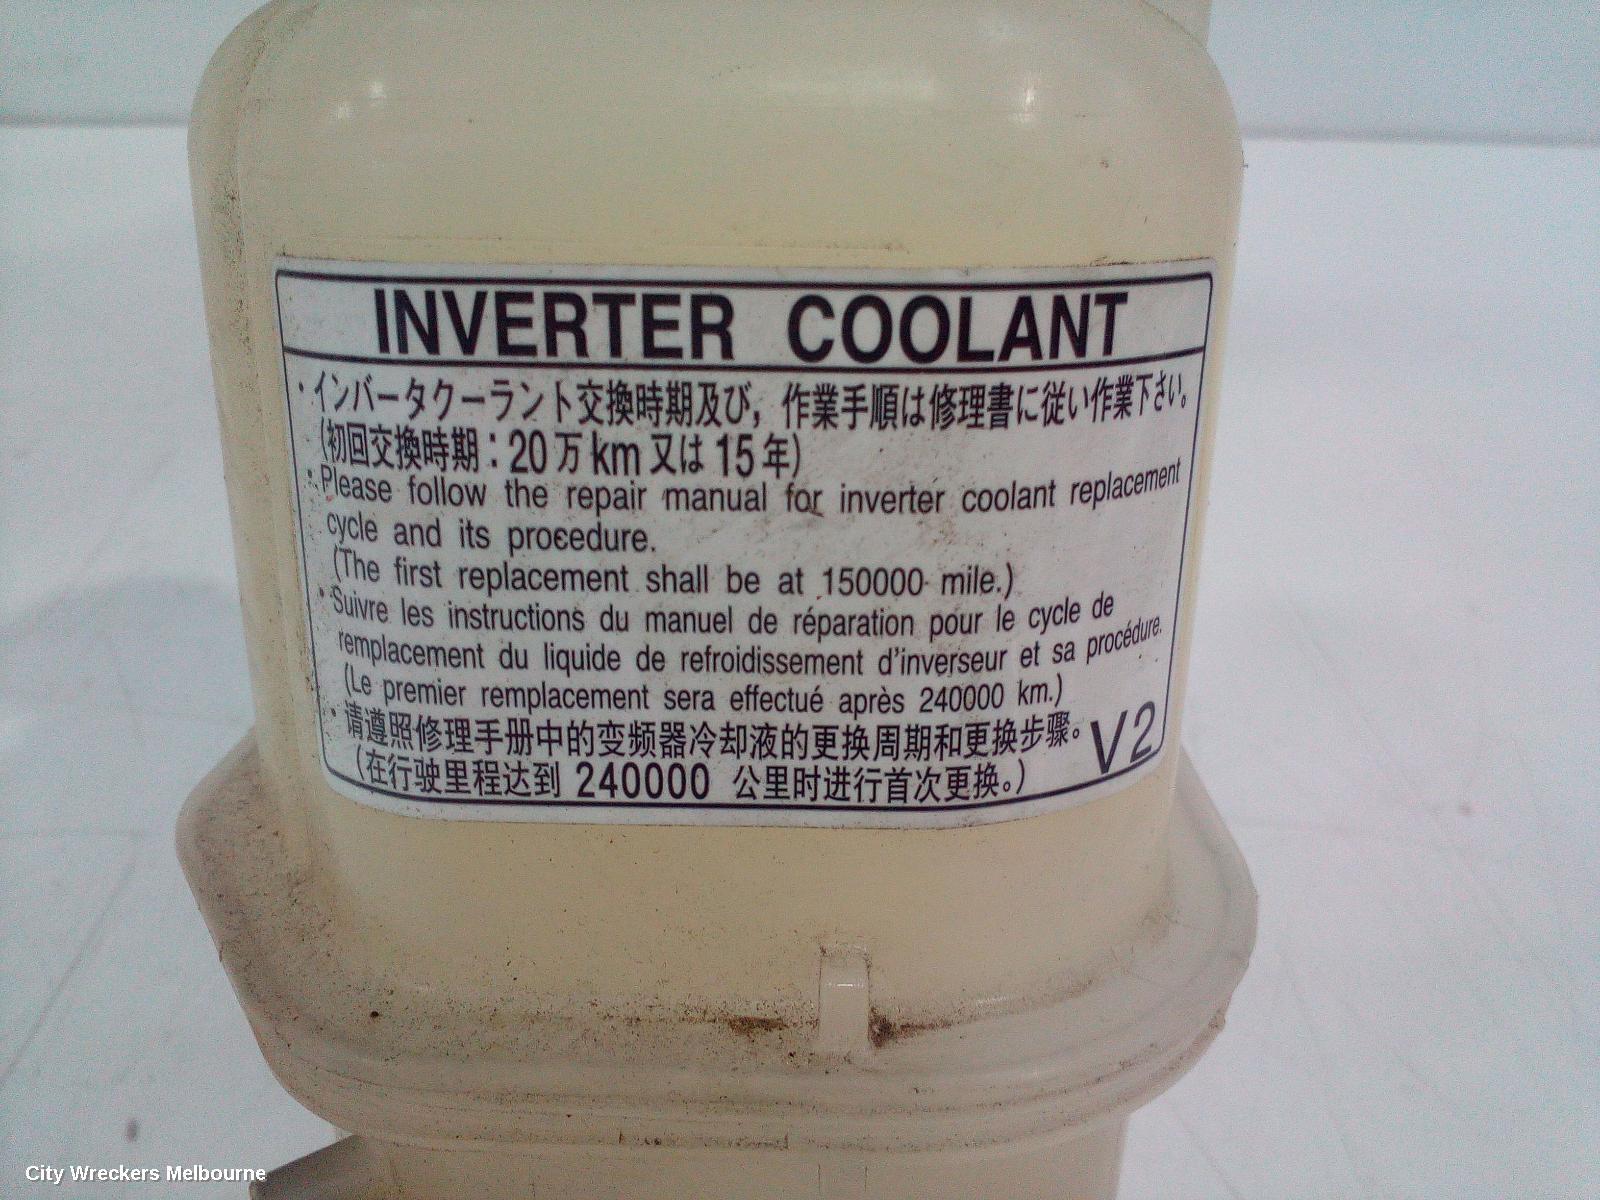 INVERTER COOLANT
・インバータクーラント交換時期及び，作業手順は修理書に従い作業下さい。
(初回交換時期：20万km又は15年)
・Please follow the repair manual for inverter coolant replacement
cycle and its procedure.
(The first replacement shall be at 150000 mile.)
・Suivre les instructions du manuel de réparation pour le cycle de
remplacement du liquide de refroidissement d'inverseur et sa procédure.
(Le premier remplacement sera effectué après 240000 km.)
・请遵照修理手册中的变频器冷却液的更换周期和更换步骤。
(在行驶里程达到 240000 公里时进行首次更换。)
V2
City Wreckers Melbourne